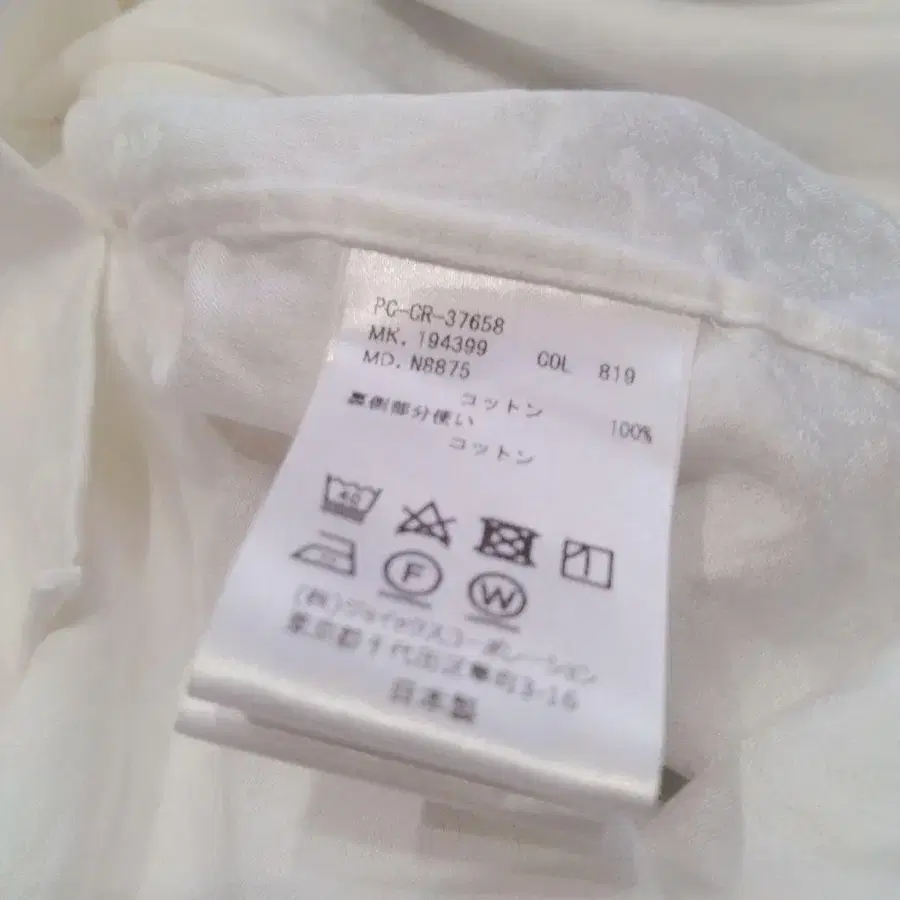 PC-CR-37658
MK. 194399 COL 819
MD. N8875
コットン 100%
裏側部分使い
コットン
40
F W
(株)ジョイックスコーポレーション
東京都千代田区 3-16
日本製